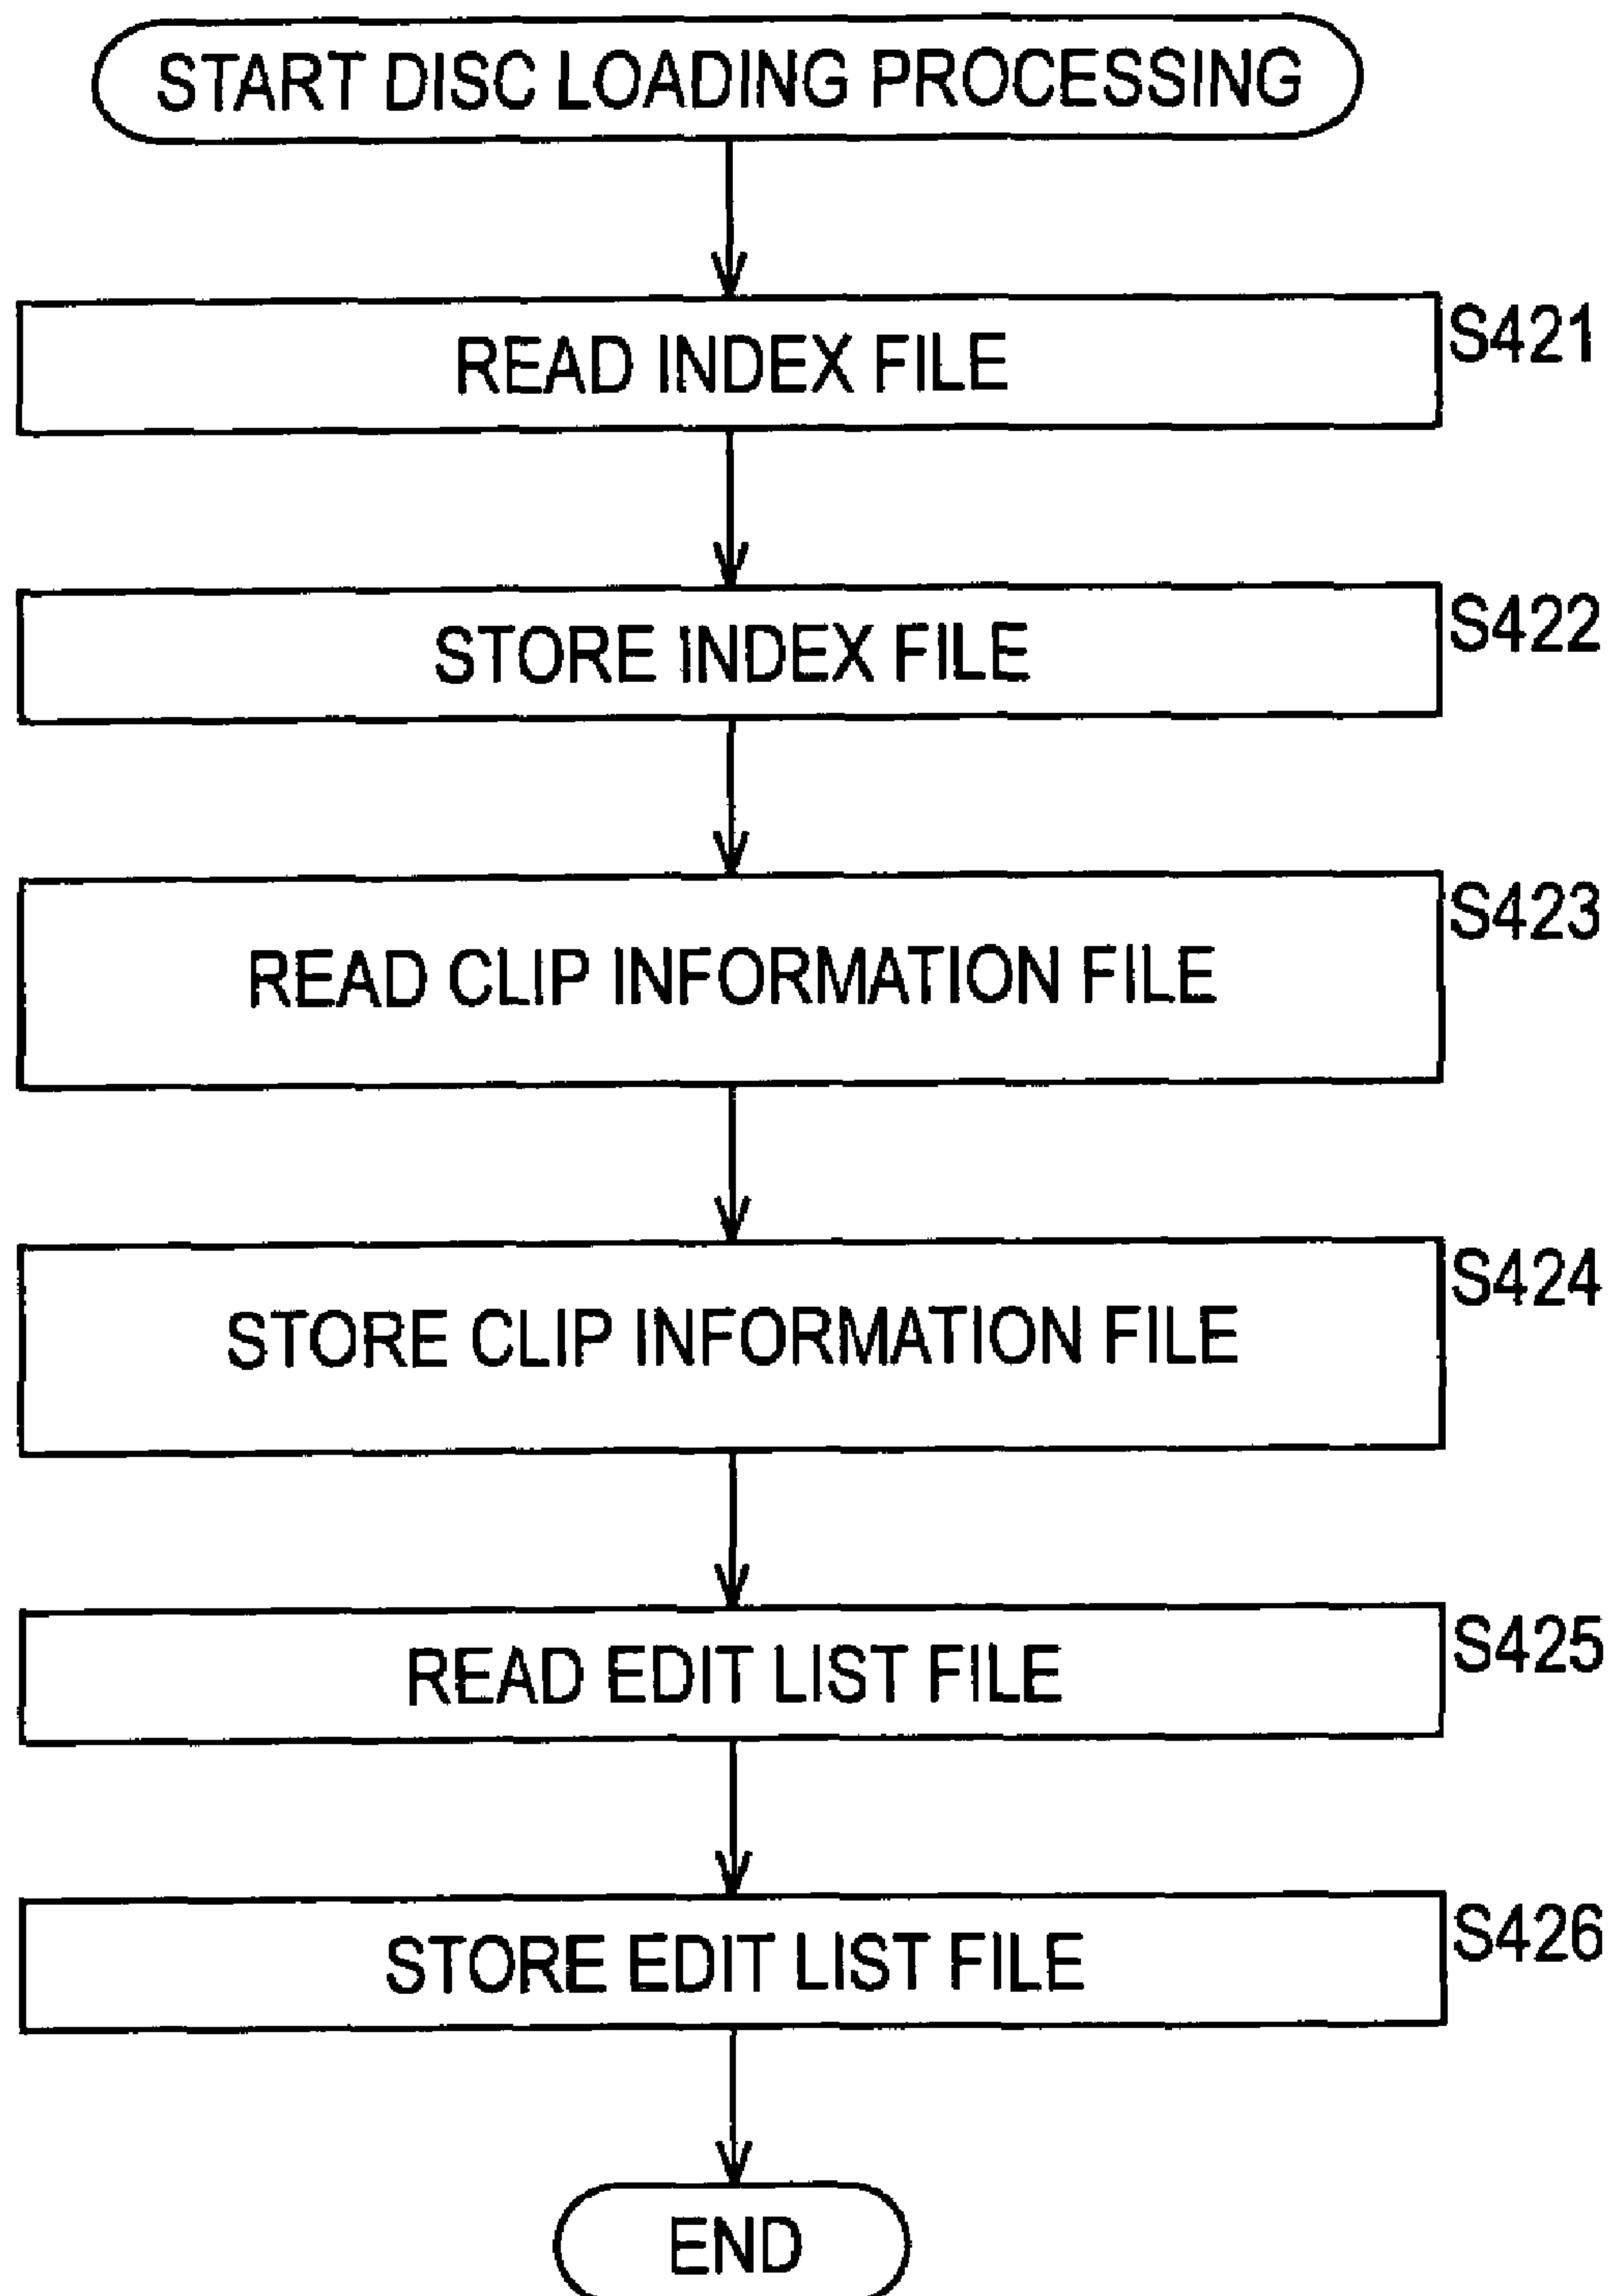 START DISC LOADING PROCESSING
READ INDEX FILE
S421
STORE INDEX FILE
S422
READ CLIP INFORMATION FILE
S423
STORE CLIP INFORMATION FILE
S424
READ EDIT LIST FILE
S425
STORE EDIT LIST FILE
S426
END